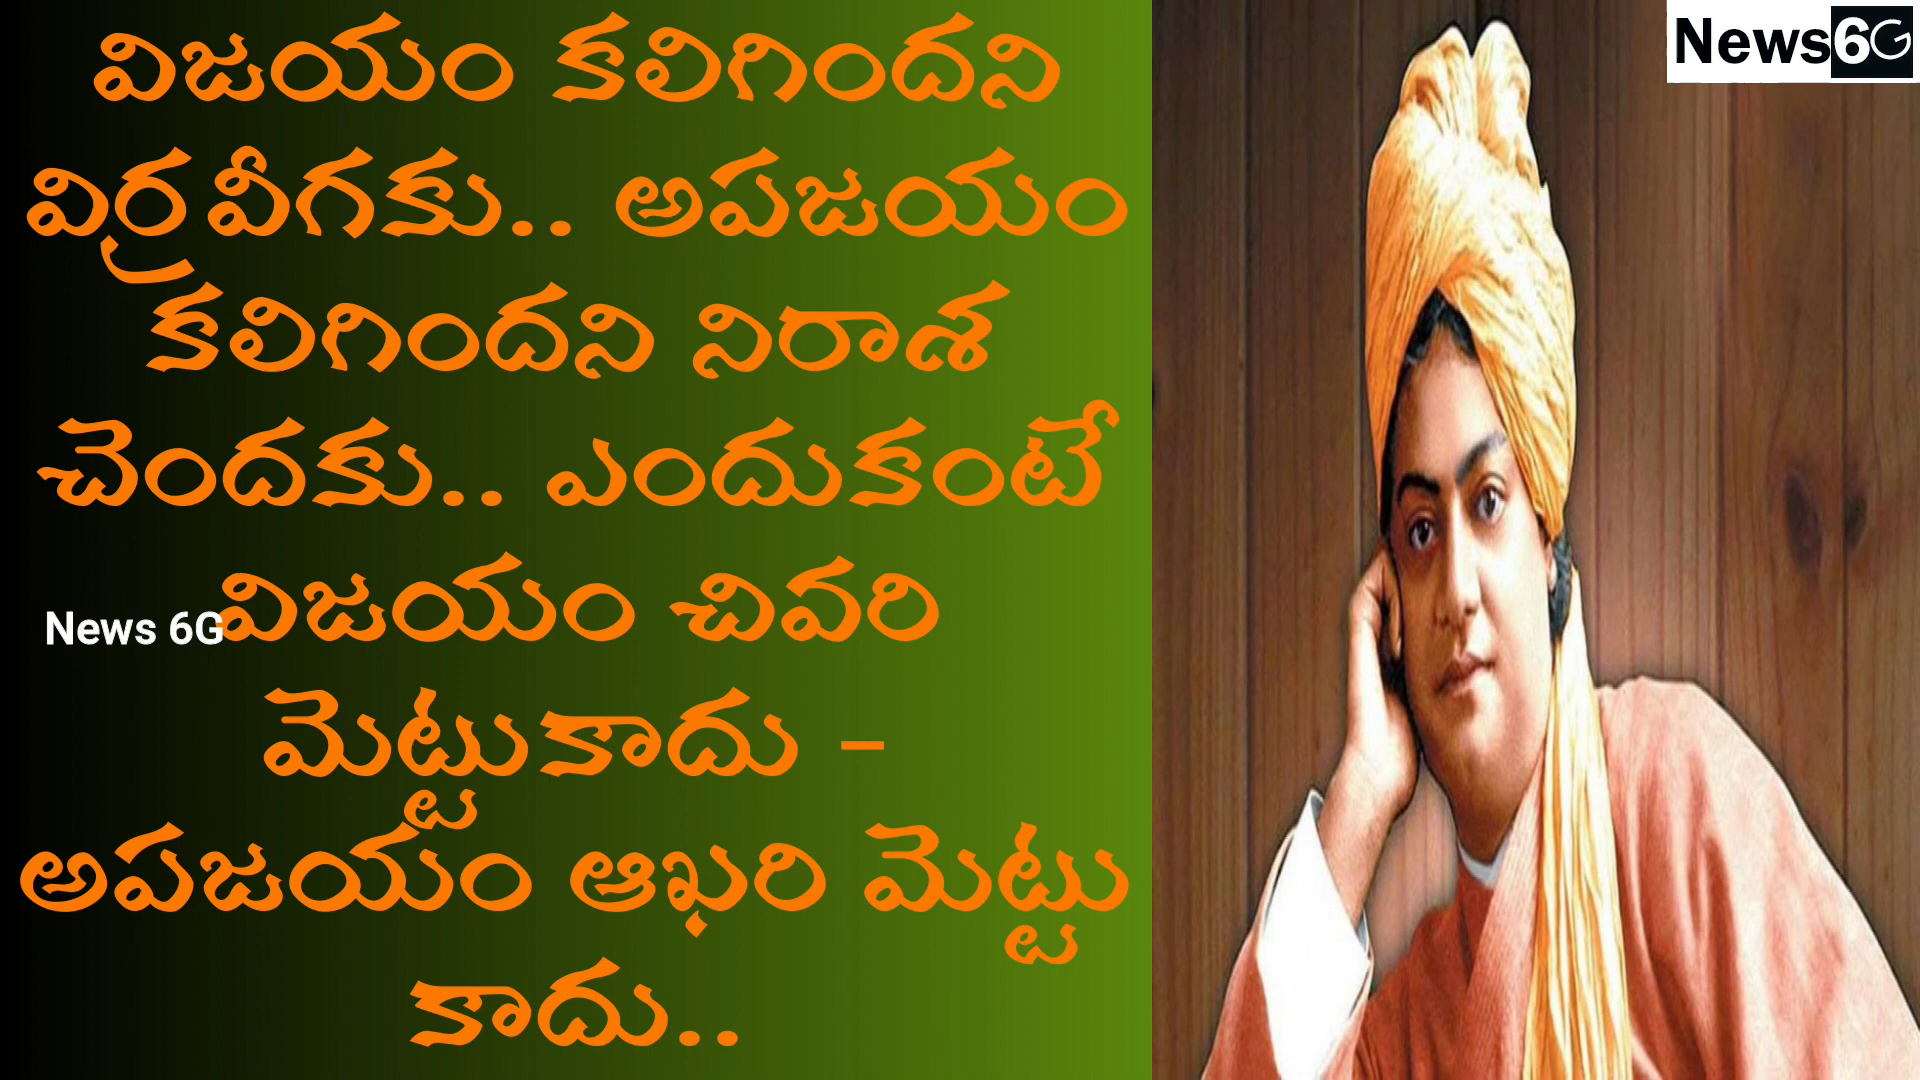 విజయం కలిగిందని
విర్రవీగకు.. అపజయం
కలిగిందని నిరాశ
చెందకు.. ఎందుకంటే
విజయం చివరి
మెట్టుకాదు -
అపజయం ఆఖరి మెట్టు
కాదు..
News 6G
News6G